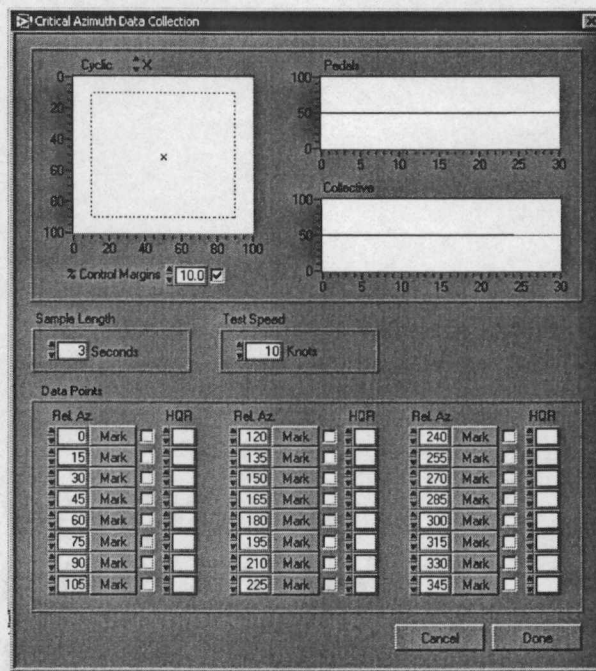 Critical Azimuth Data Collection
Cyclic X
0
20
40
60
80
100
0 20 40 60 80 100
% Control Margins 10.0
Pedals
100
50
0
0 5 10 15 20 25 30
Collective
100
50
0
0 5 10 15 20 25 30
Sample Length
3 Seconds
Test Speed
10 Knots
Data Points
Rel. Az. HQR Rel. Az. HQR Rel. Az. HQR
0 Mark 120 Mark 240 Mark
15 Mark 135 Mark 255 Mark
30 Mark 150 Mark 270 Mark
45 Mark 165 Mark 285 Mark
60 Mark 180 Mark 300 Mark
75 Mark 195 Mark 315 Mark
90 Mark 210 Mark 330 Mark
105 Mark 225 Mark 345 Mark
Cancel Done